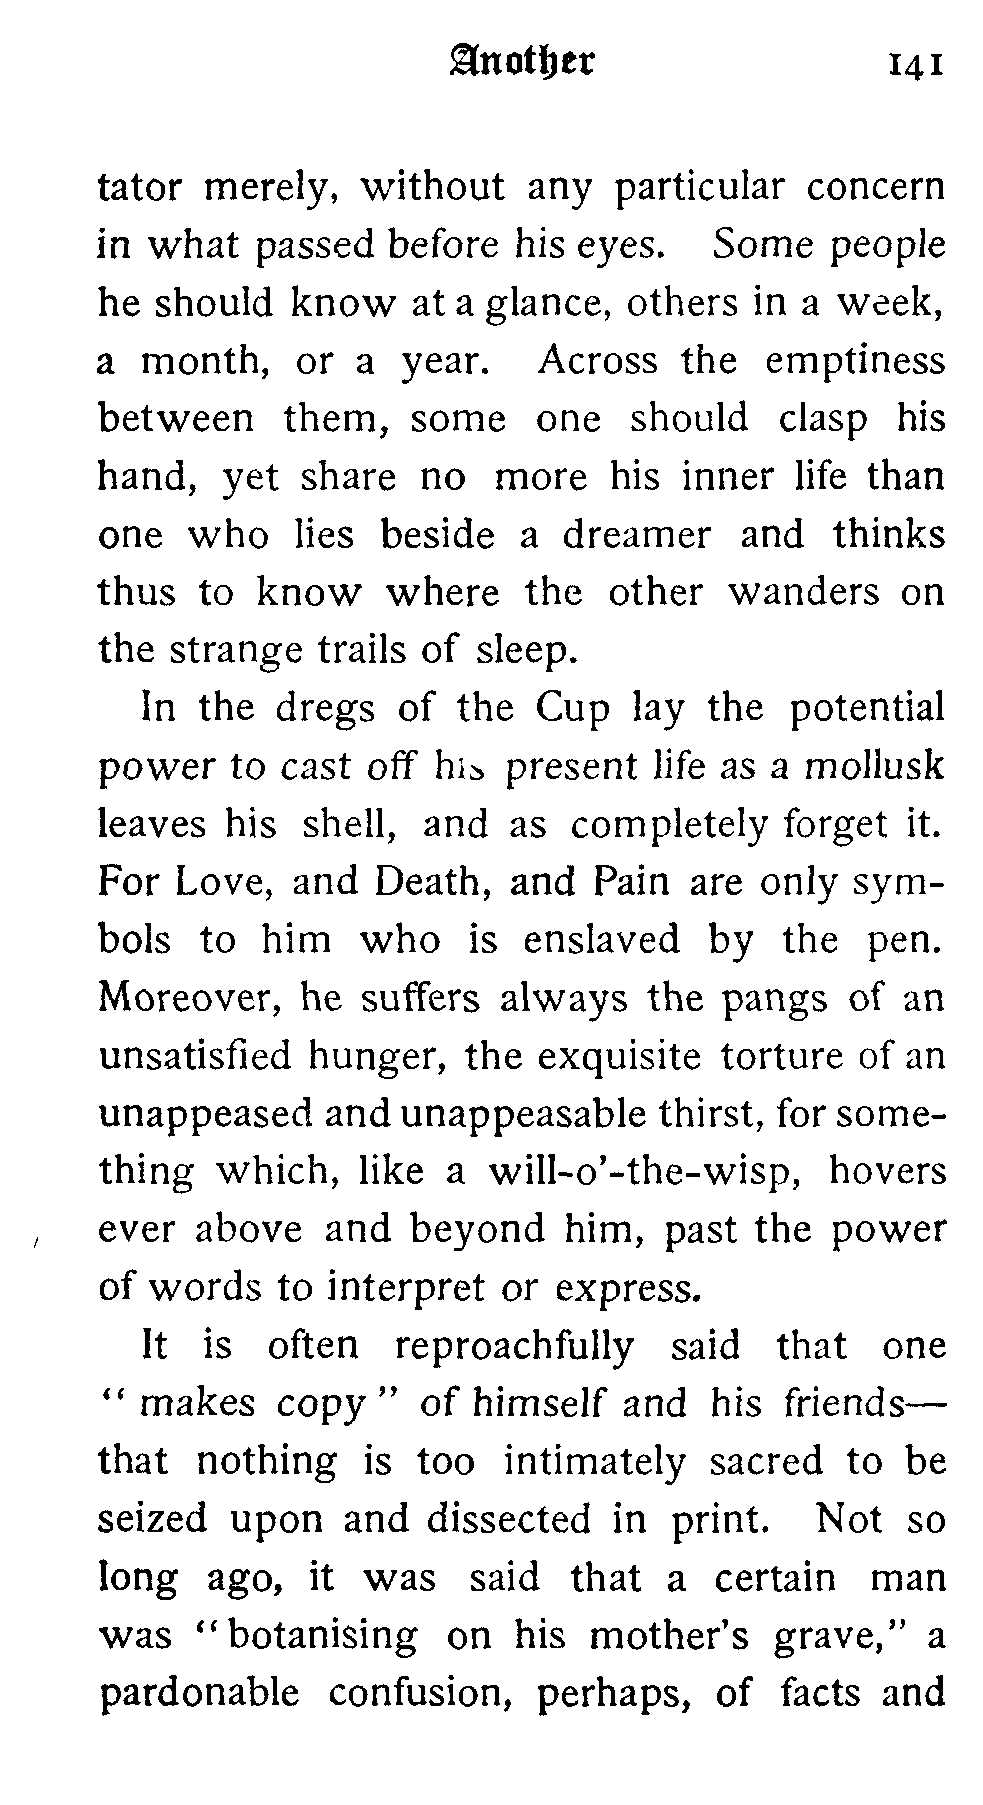 Another 141
tator merely, without any particular concern
in what passed before his eyes. Some people
he should know at a glance, others in a week,
a month, or a year. Across the emptiness
between them, some one should clasp his
hand, yet share no more his inner life than
one who lies beside a dreamer and thinks
thus to know where the other wanders on
the strange trails of sleep.
In the dregs of the Cup lay the potential
power to cast off his present life as a mollusk
leaves his shell, and as completely forget it.
For Love, and Death, and Pain are only sym-
bols to him who is enslaved by the pen.
Moreover, he suffers always the pangs of an
unsatisfied hunger, the exquisite torture of an
unappeased and unappeasable thirst, for some-
thing which, like a will-o'-the-wisp, hovers
ever above and beyond him, past the power
of words to interpret or express.
It is often reproachfully said that one
"makes copy" of himself and his friends—
that nothing is too intimately sacred to be
seized upon and dissected in print. Not so
long ago, it was said that a certain man
was "botanising on his mother's grave," a
pardonable confusion, perhaps, of facts and